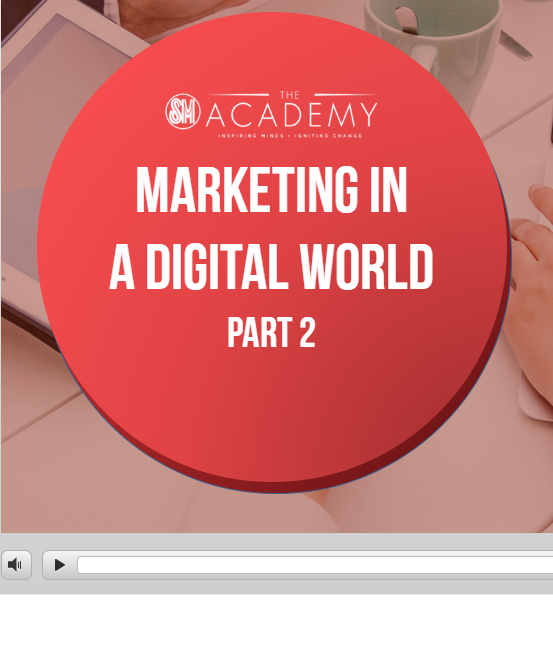 THE
SM ACADEMY
INSPIRING MINDS • IGNITING CHANGE
MARKETING IN
A DIGITAL WORLD
PART 2